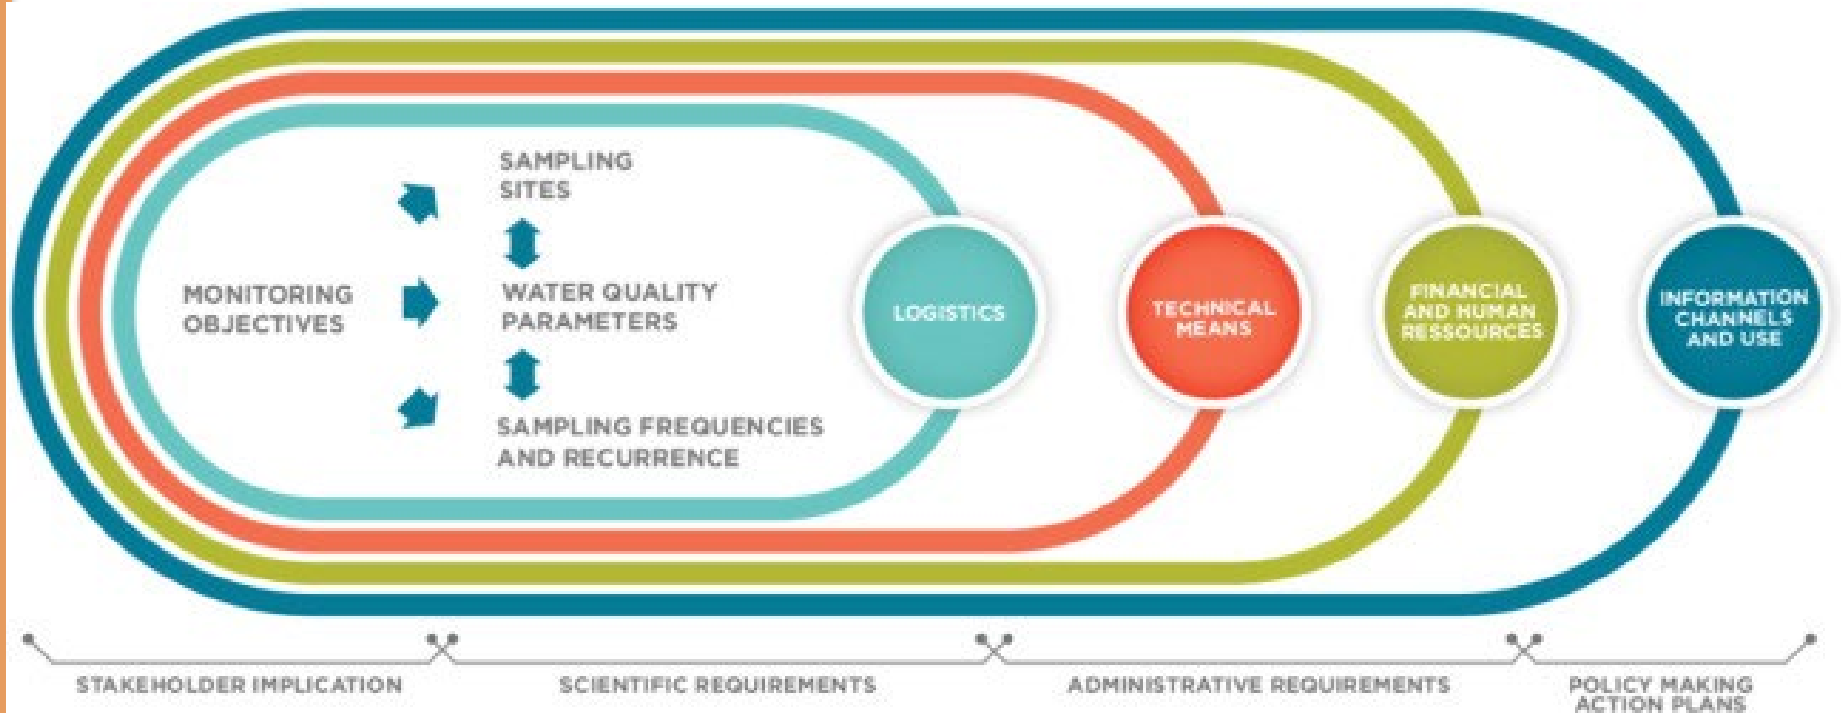 SAMPLING
SITES
MONITORING
OBJECTIVES
WATER QUALITY
PARAMETERS
SAMPLING FREQUENCIES
AND RECURRENCE
LOGISTICS
TECHNICAL
MEANS
FINANCIAL
AND HUMAN
RESSOURCES
INFORMATION
CHANNELS
AND USE
STAKEHOLDER IMPLICATION
SCIENTIFIC REQUIREMENTS
ADMINISTRATIVE REQUIREMENTS
POLICY MAKING
ACTION PLANS